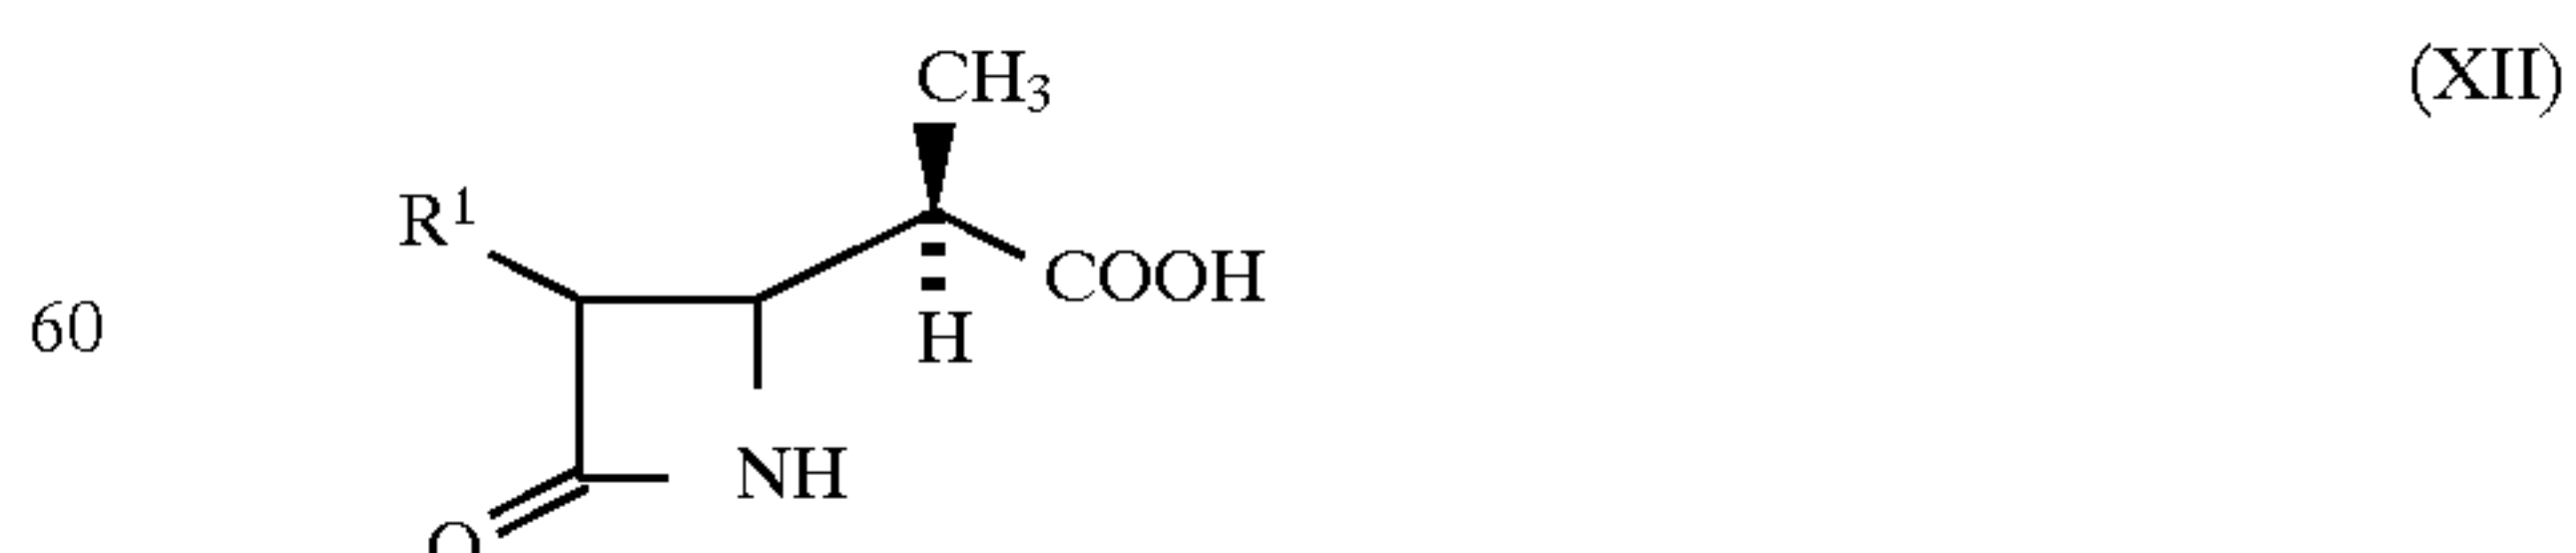 CH₃ (XII)
R¹
COOH
60
H
NH
O